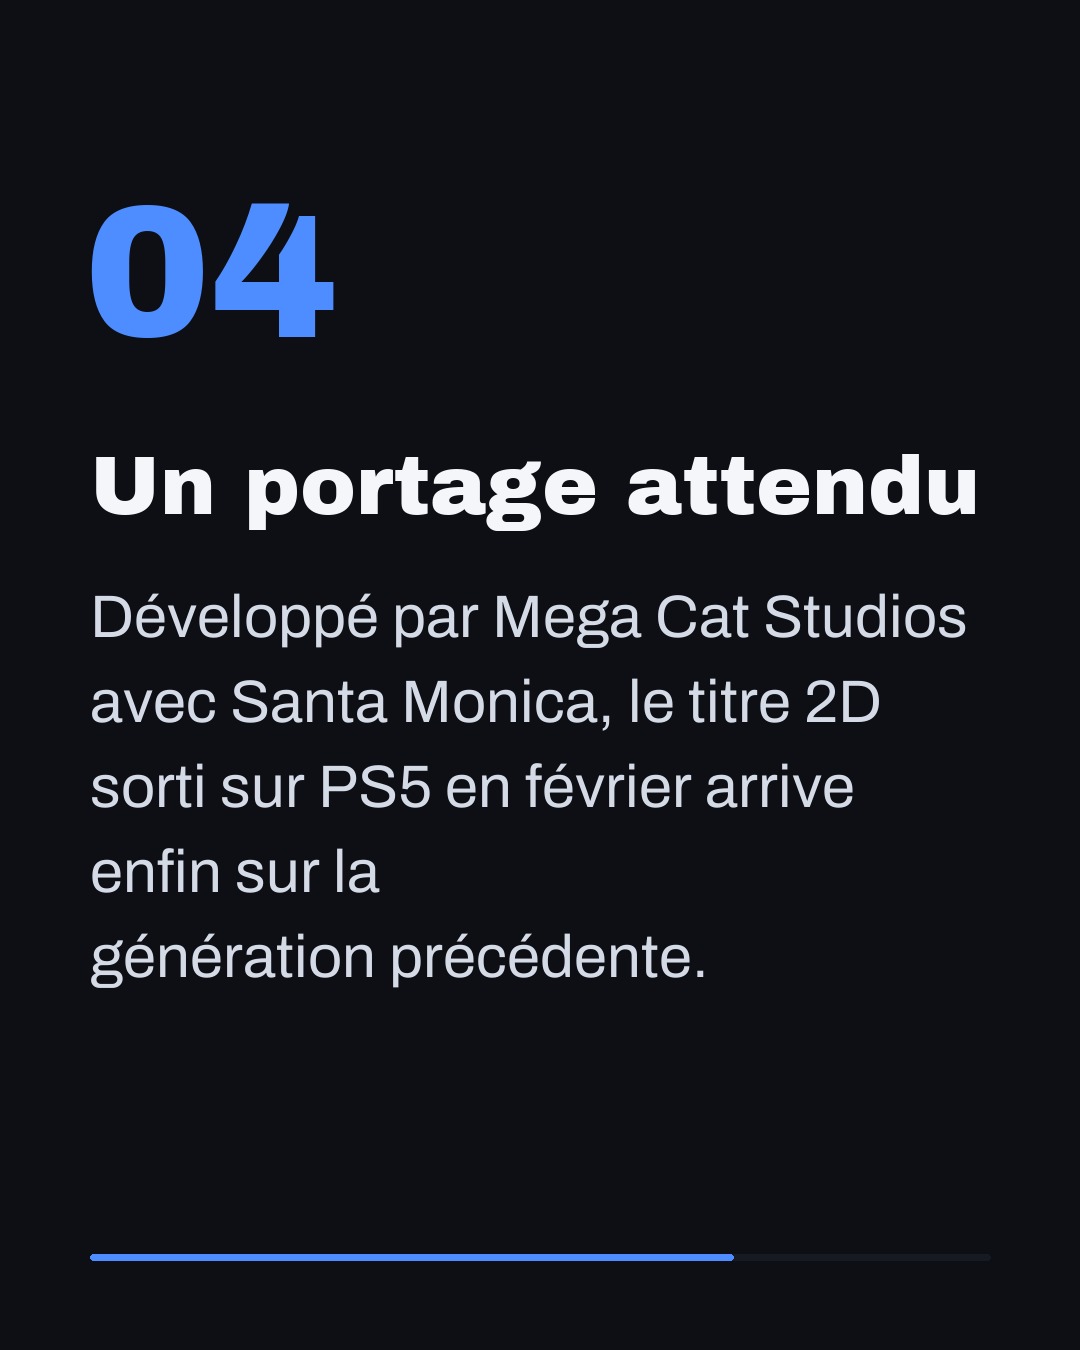 04
Un portage attendu
Développé par Mega Cat Studios
avec Santa Monica, le titre 2D
sorti sur PS5 en février arrive
enfin sur la
génération précédente.